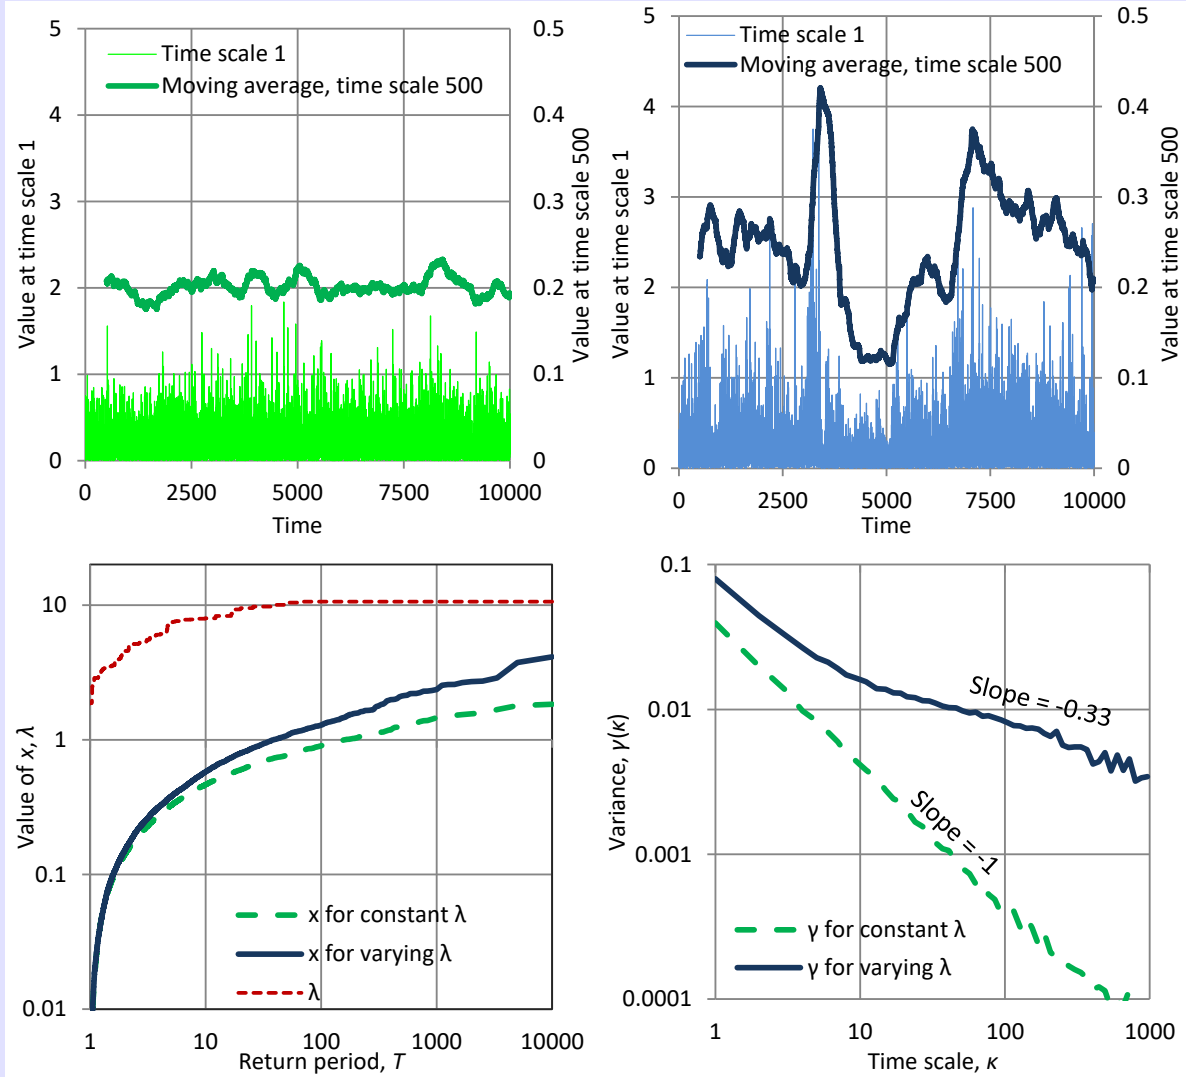 5
4
3
2
1
0
Value at time scale 1
Time scale 1
Moving average, time scale 500
0.5
0.4
0.3
0.2
0.1
0
Value at time scale 500
0 2500 5000 7500 10000
Time
5
4
3
2
1
0
Value at time scale 1
Time scale 1
Moving average, time scale 500
0.5
0.4
0.3
0.2
0.1
0
Value at time scale 500
0 2500 5000 7500 10000
Time
10
1
0.1
0.01
Value of x, λ
x for constant λ
x for varying λ
λ
1 10 100 1000 10000
Return period, T
0.1
0.01
0.001
0.0001
Variance, γ(κ)
Slope = -0.33
Slope = -1
γ for constant λ
γ for varying λ
1 10 100 1000
Time scale, κ